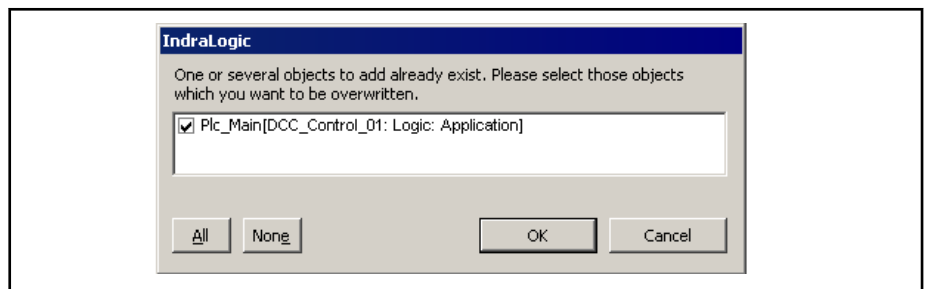 IndraLogic
One or several objects to add already exist. Please select those objects
which you want to be overwritten.
Plc_Main[DCC_Control_01: Logic: Application]
All None OK Cancel